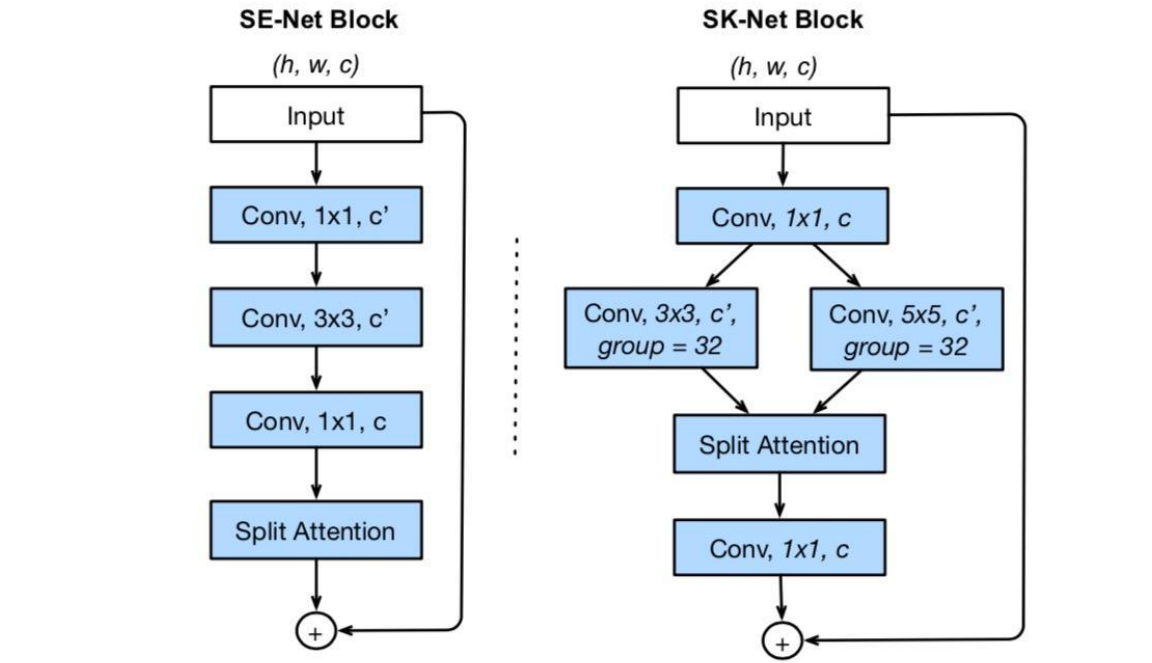 SE-Net Block
(h, w, c)
Input
Conv, 1x1, c’
Conv, 3x3, c’
Conv, 1x1, c
Split Attention
+
SK-Net Block
(h, w, c)
Input
Conv, 1x1, c
Conv, 3x3, c’,
group = 32
Conv, 5x5, c’,
group = 32
Split Attention
Conv, 1x1, c
+